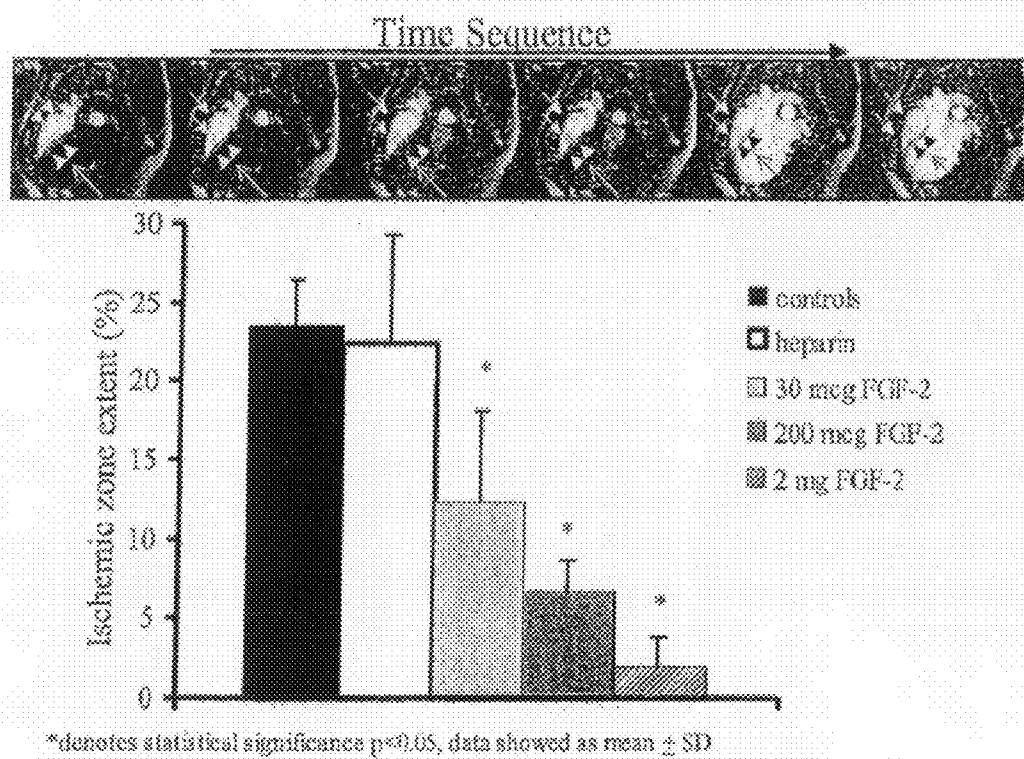 Time Sequence
30
25
20
15
10
5
0
Ischemic zone extent (%)
controls
heparin
30 mcg FGF-2
200 mcg FGF-2
2 mg FGF-2
*
*
*
*denotes statistical significance p<0.05, data showed as mean ± SD